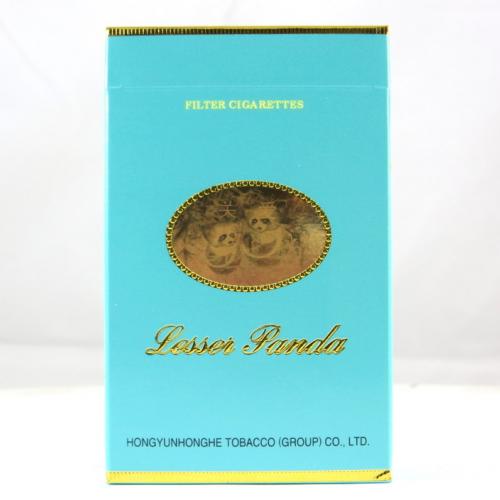 FILTER CIGARETTES
Lesser Panda
HONGYUNHONGHE TOBACCO (GROUP) CO., LTD.